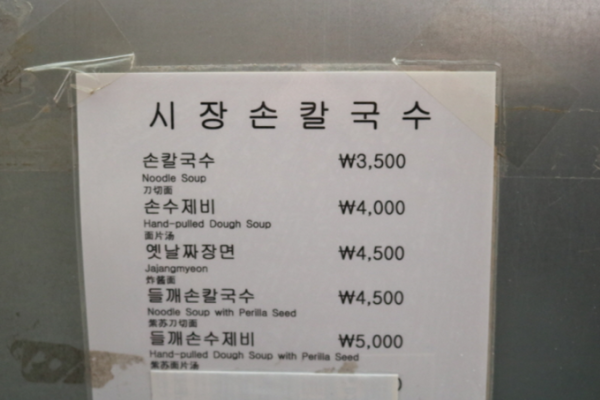 시장손칼국수
손칼국수 ₩3,500
Noodle Soup
刀切面
손수제비 ₩4,000
Hand-pulled Dough Soup
面片汤
옛날짜장면 ₩4,500
Jajangmyeon
炸酱面
들깨손칼국수 ₩4,500
Noodle Soup with Perilla Seed
紫苏刀切面
들깨손수제비 ₩5,000
Hand-pulled Dough Soup with Perilla Seed
紫苏面片汤